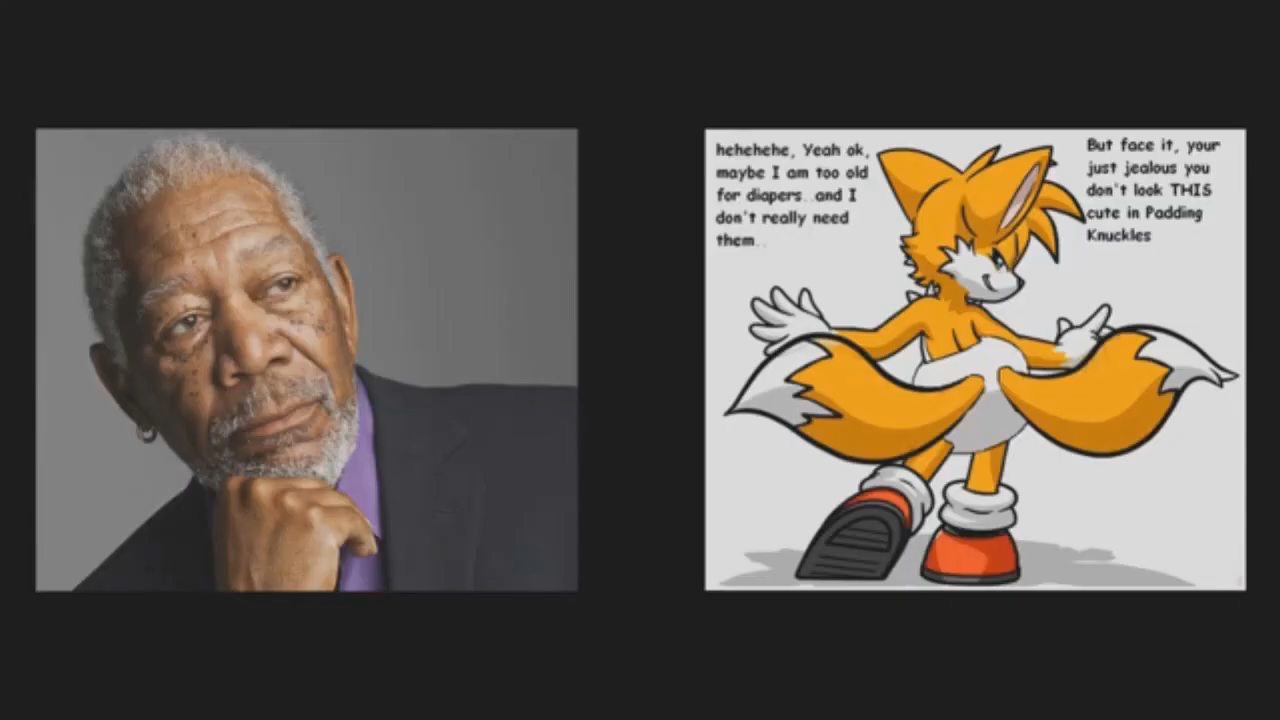 hehehehe, Yeah ok,
maybe I am too old
for diapers..and I
don't really need
them..
But face it, your
just jealous you
don't look THIS
cute in Padding
Knuckles